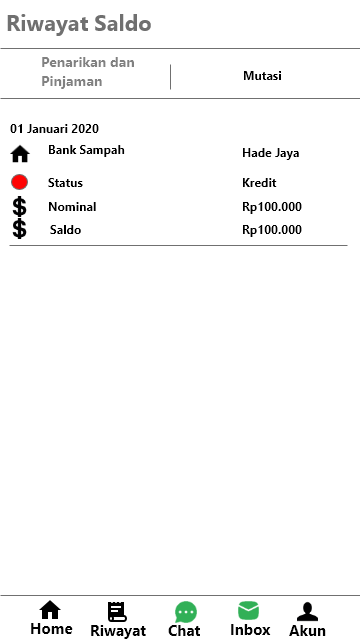 Riwayat Saldo
Penarikan dan
Pinjaman
Mutasi
01 Januari 2020
Bank Sampah Hade Jaya
Status Kredit
Nominal Rp100.000
Saldo Rp100.000
Home Riwayat Chat Inbox Akun